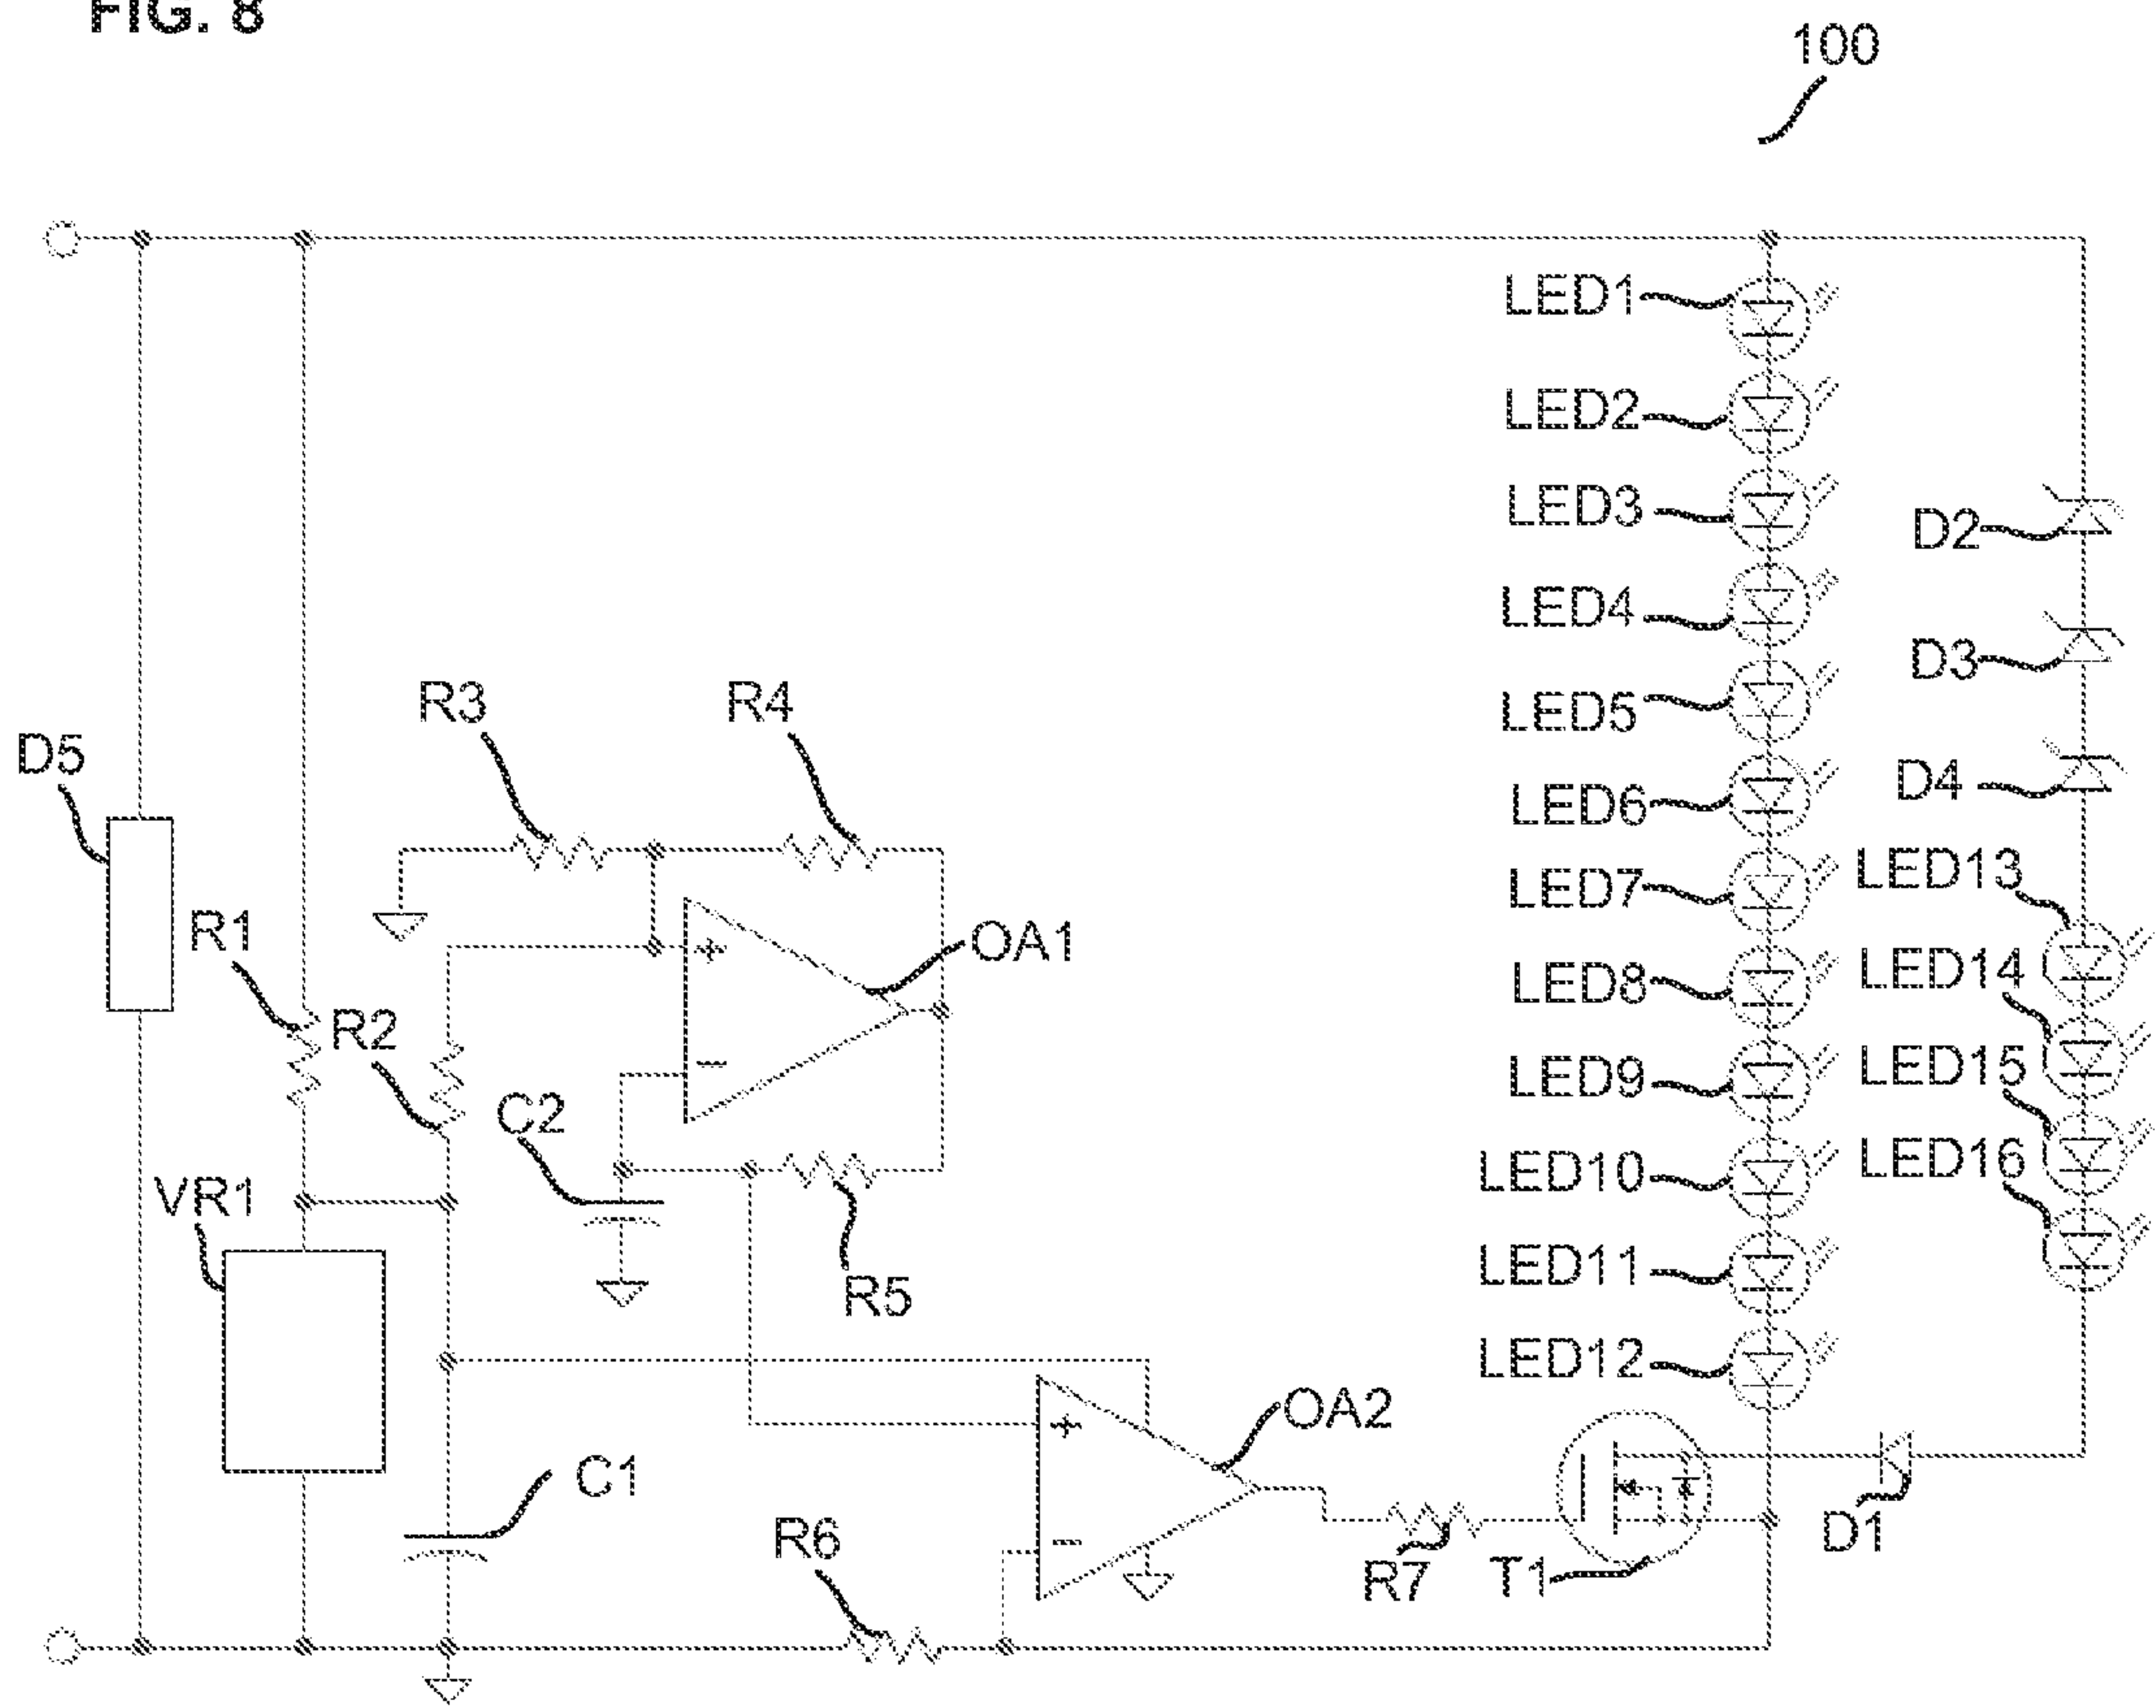 FIG. 8
100
LED1
LED2
LED3
D2
LED4
D3
LED5
R3
R4
D5
D4
LED6
LED7
LED13
R1
OA1
LED8
LED14
R2
LED9
LED15
C2
LED10
LED16
VR1
LED11
R5
LED12
+
−
OA2
C1
+
−
R6
R7
T1
D1